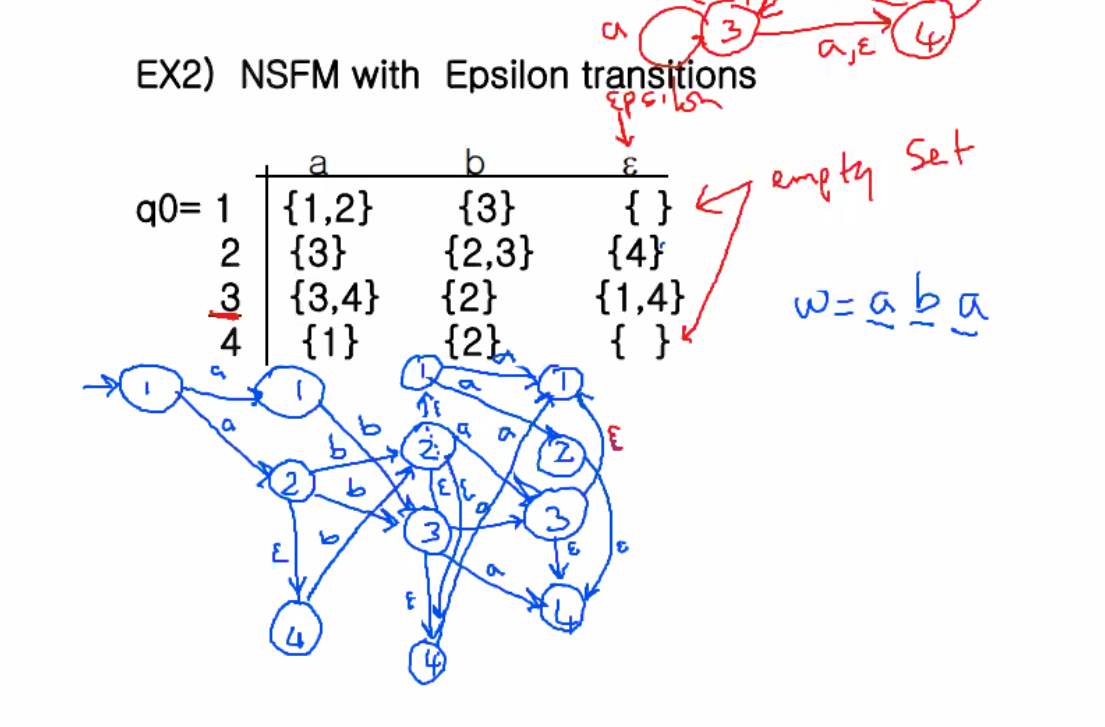 a 3 a,ε 4
EX2) NSFM with Epsilon transitions
Epsilon
a b ε
empty Set
q0= 1 {1,2} {3} { }
2 {3} {2,3} {4}
3 {3,4} {2} {1,4}
w = a b a
4 {1} {2} { }
1 a 1 b 1 a a 1
a b ε a a ε
2 b 2 2
b ε ε a 3
ε b 3 a ε ε
4 ε 4 4